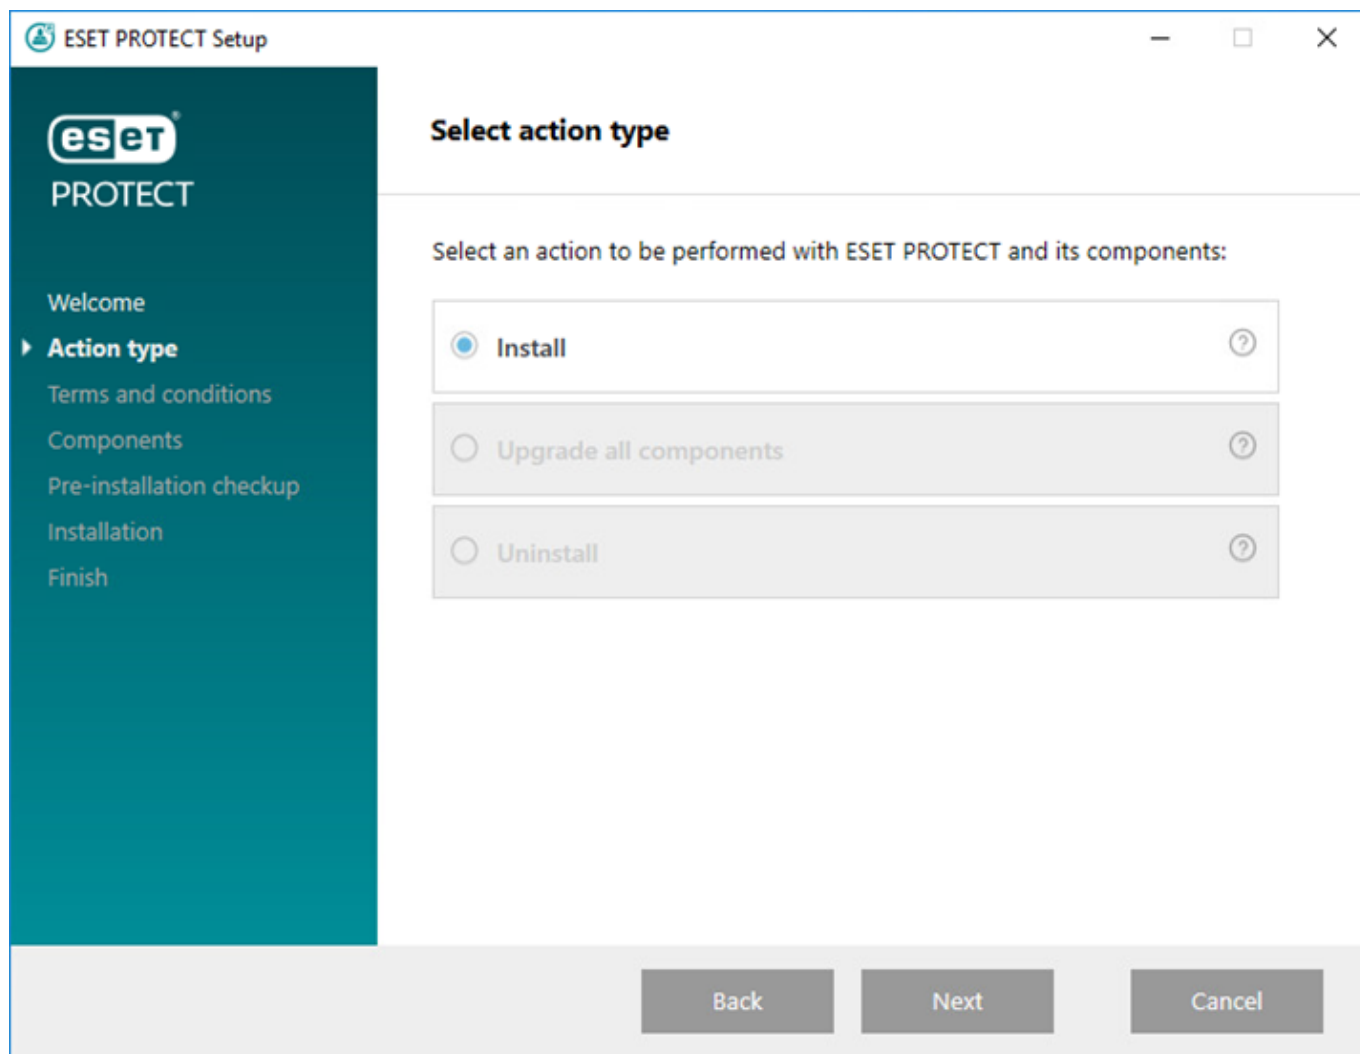 ESET PROTECT Setup
eseT®
PROTECT
Welcome
Action type
Terms and conditions
Components
Pre-installation checkup
Installation
Finish
Select action type
Select an action to be performed with ESET PROTECT and its components:
Install
Upgrade all components
Uninstall
Back Next Cancel